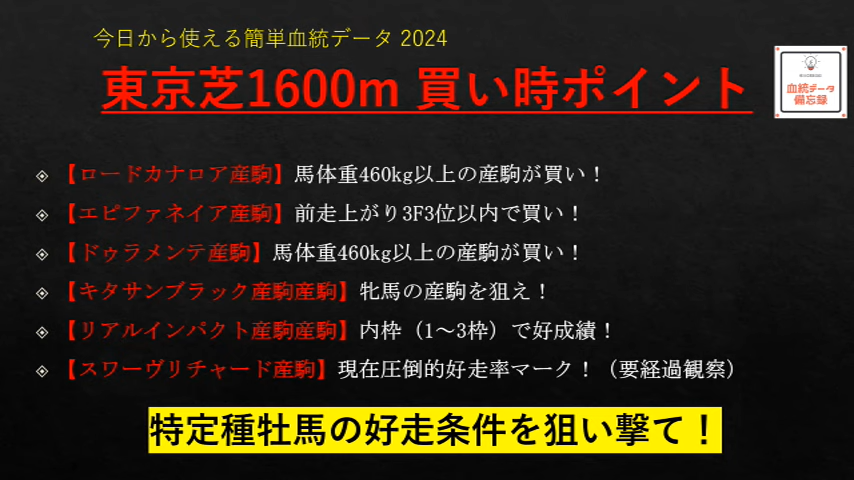 今日から使える簡単血統データ 2024
東京芝1600m 買い時ポイント
血統データ
備忘録
【ロードカナロア産駒】馬体重460kg以上の産駒が買い！
【エピファネイア産駒】前走上がり3F3位以内で買い！
【ドゥラメンテ産駒】馬体重460kg以上の産駒が買い！
【キタサンブラック産駒産駒】牝馬の産駒を狙え！
【リアルインパクト産駒産駒】内枠（1～3枠）で好成績！
【スワーヴリチャード産駒】現在圧倒的好走率マーク！（要経過観察）
特定種牡馬の好走条件を狙い撃て！